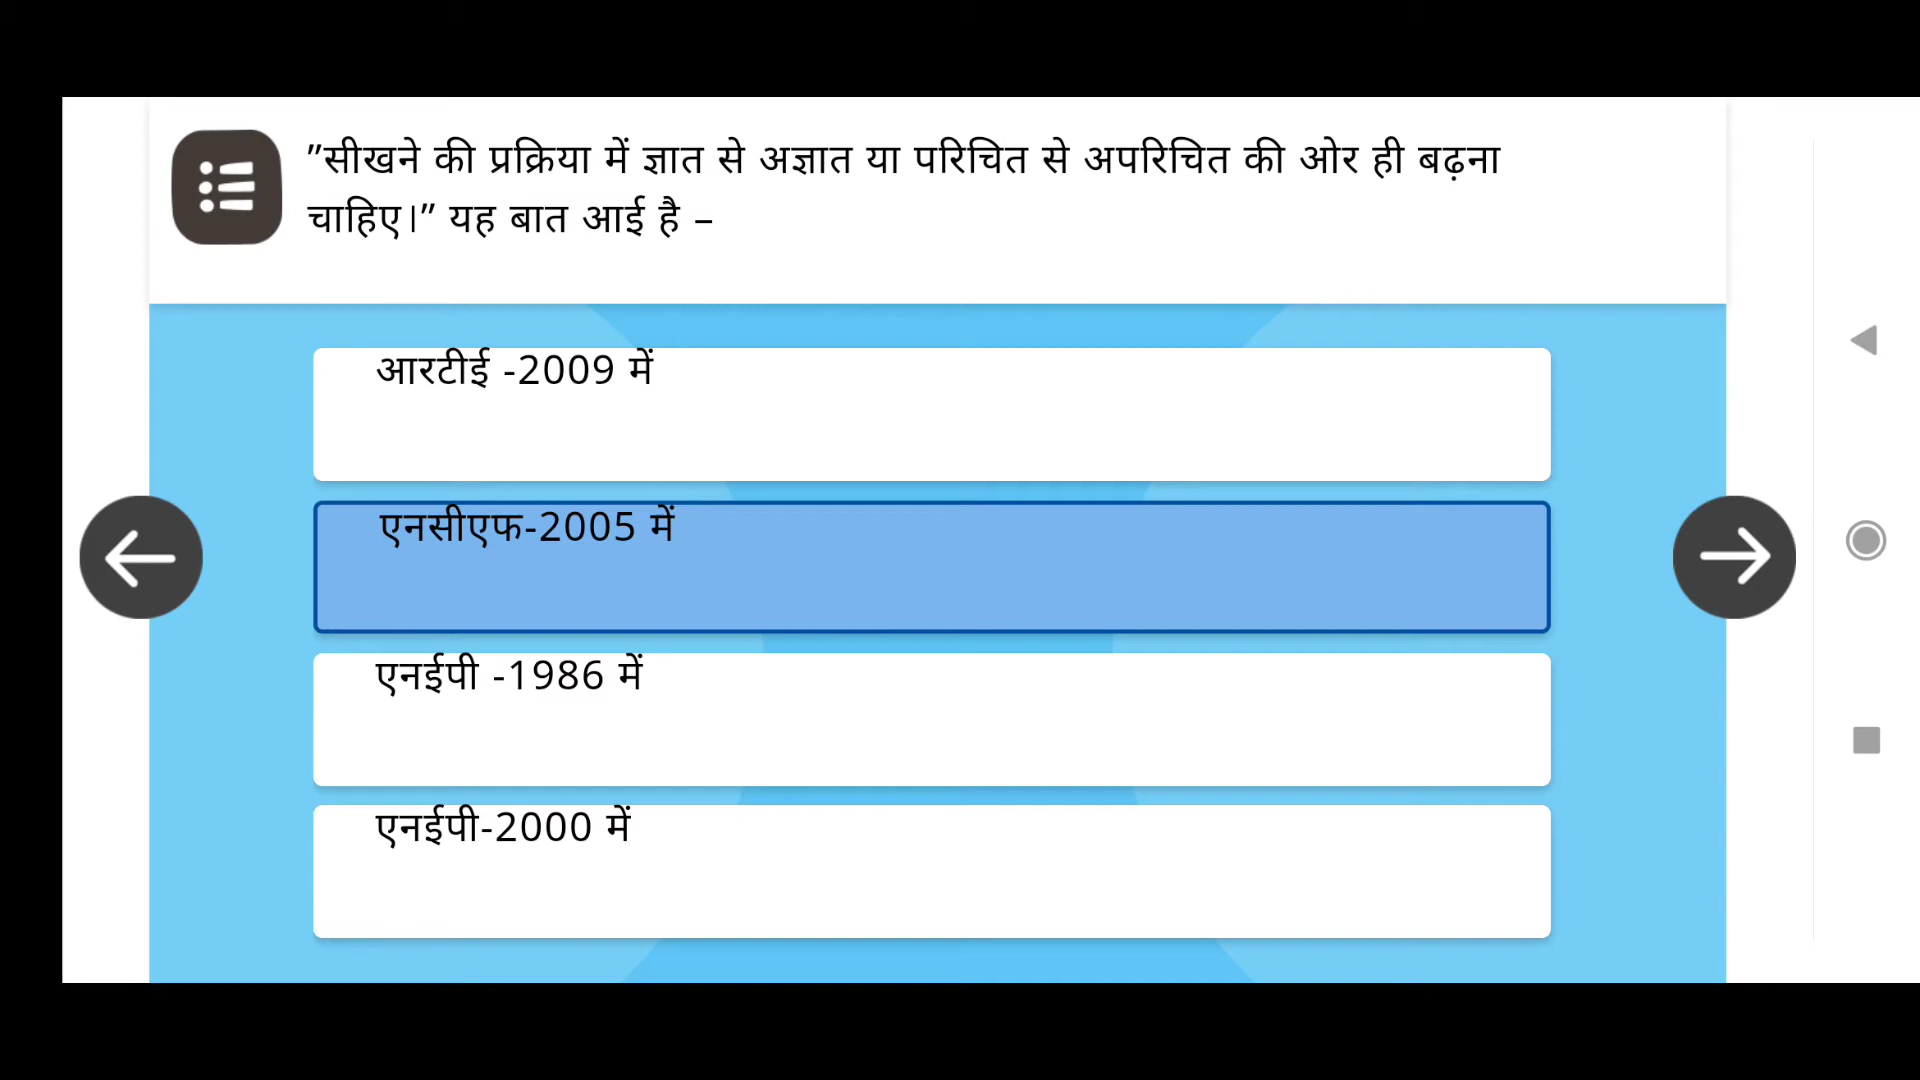 ”सीखने की प्रक्रिया में ज्ञात से अज्ञात या परिचित से अपरिचित की ओर ही बढ़ना
चाहिए।” यह बात आई है –
आरटीई -2009 में
एनसीएफ-2005 में
एनईपी -1986 में
एनईपी-2000 में